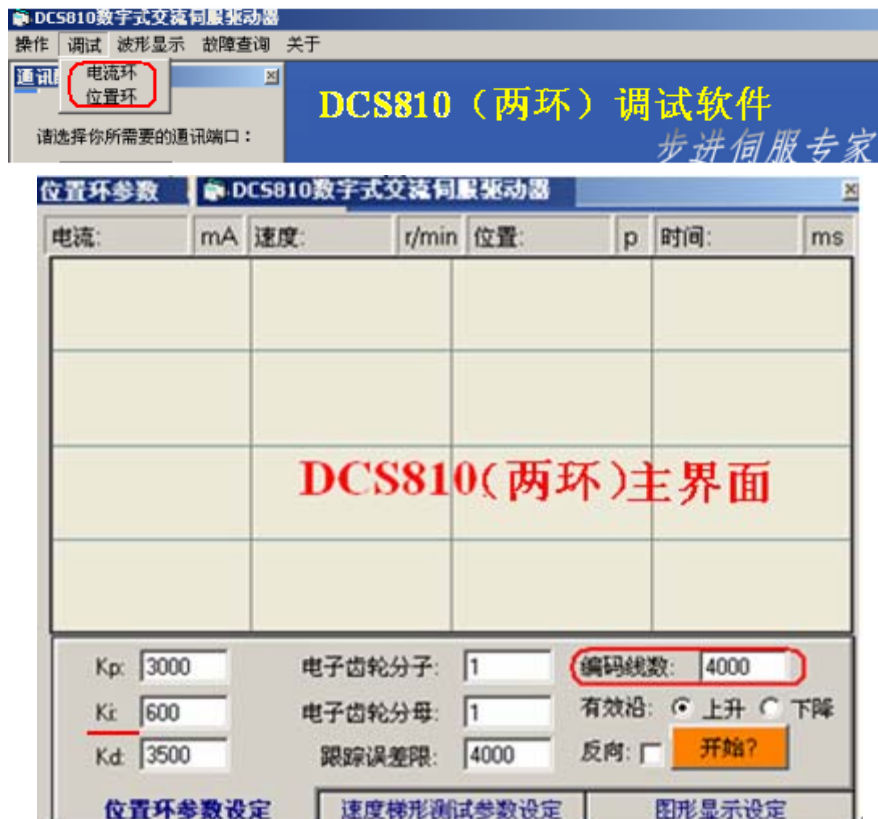 DCS810数字式交流伺服驱动器
操作 调试 波形显示 故障查询 关于
通讯
电流环
位置环
请选择你所需要的通讯端口：
DCS810（两环）调试软件
步进伺服专家
位置环参数 DCS810数字式交流伺服驱动器
电流: mA 速度: r/min 位置: p 时间: ms
DCS810(两环)主界面
Kp: 3000 电子齿轮分子: 1 编码线数: 4000
Ki: 600 电子齿轮分母: 1 有效沿: 上升 下降
Kd: 3500 跟踪误差限: 4000 反向: 开始?
位置环参数设定 速度梯形测试参数设定 图形显示设定